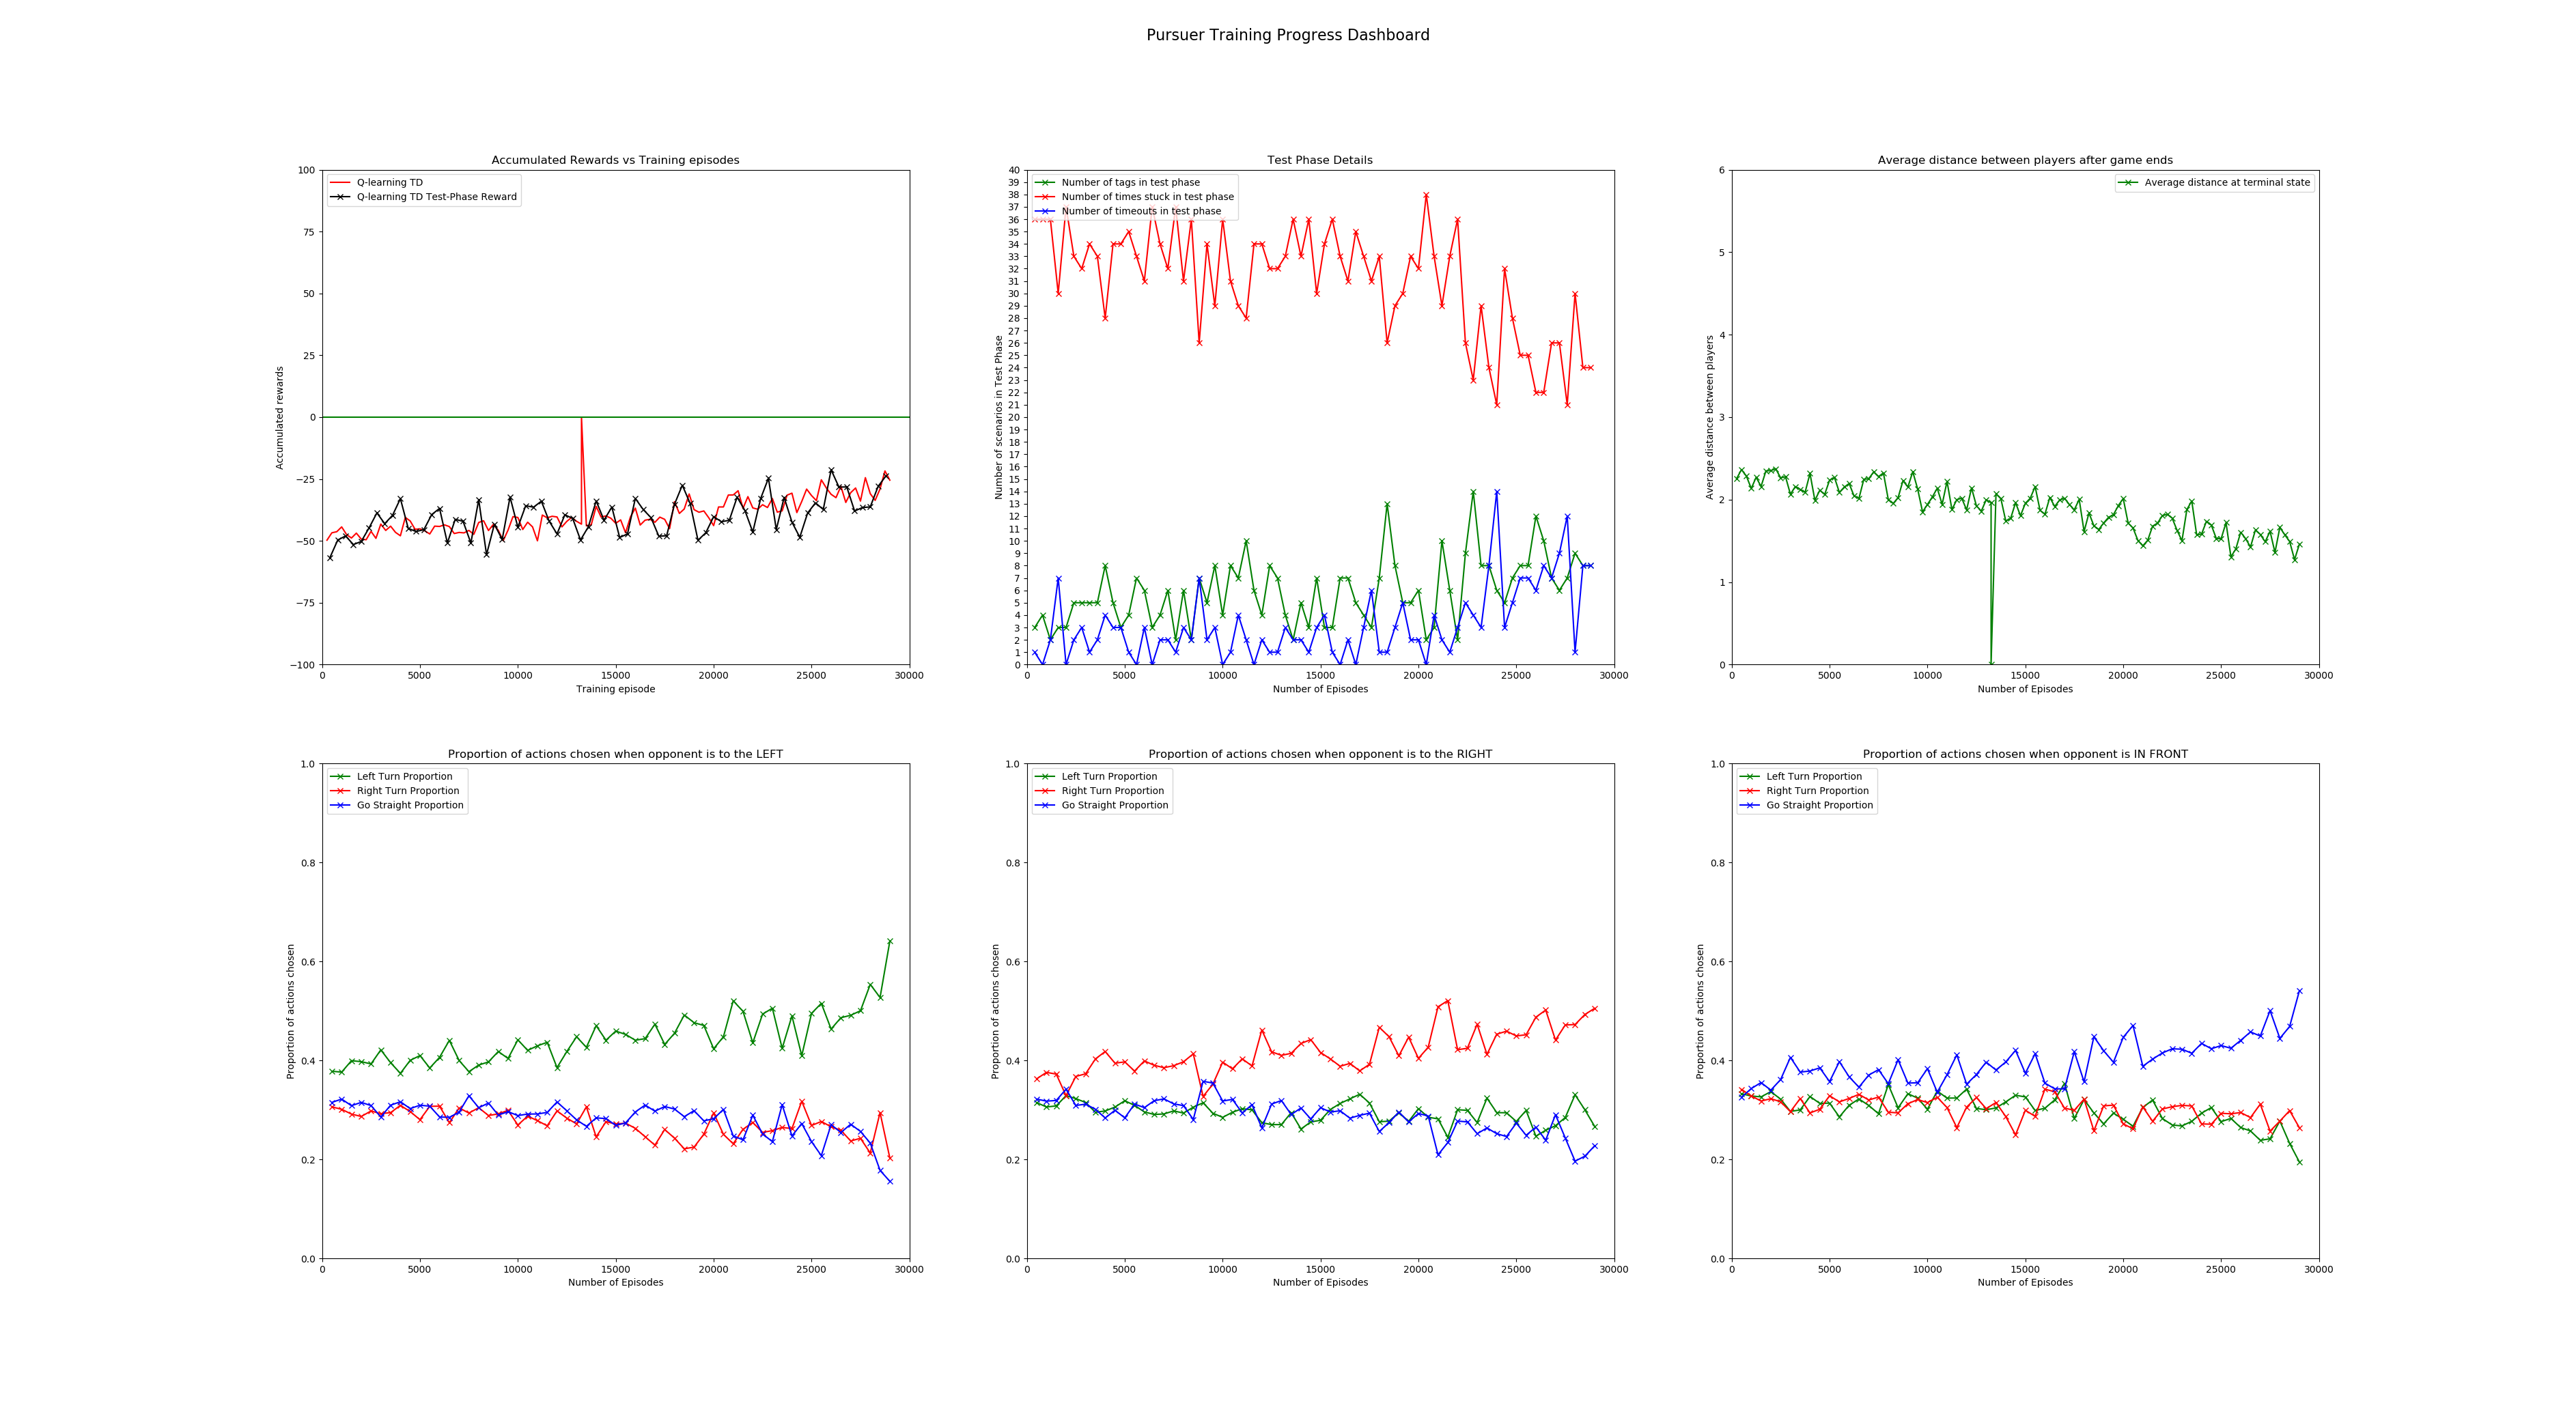 Pursuer Training Progress Dashboard
Accumulated Rewards vs Training episodes
Q-learning TD
Q-learning TD Test-Phase Reward
100
75
50
25
0
−25
−50
−75
−100
Accumulated rewards
0 5000 10000 15000 20000 25000 30000
Training episode
Test Phase Details
Number of tags in test phase
Number of times stuck in test phase
Number of timeouts in test phase
40
39
38
37
36
35
34
33
32
31
30
29
28
27
26
25
24
23
22
21
20
19
18
17
16
15
14
13
12
11
10
9
8
7
6
5
4
3
2
1
0
Number of scenarios in Test Phase
0 5000 10000 15000 20000 25000 30000
Number of Episodes
Average distance between players after game ends
Average distance at terminal state
6
5
4
3
2
1
0
Average distance between players
0 5000 10000 15000 20000 25000 30000
Number of Episodes
Proportion of actions chosen when opponent is to the LEFT
Left Turn Proportion
Right Turn Proportion
Go Straight Proportion
1.0
0.8
0.6
0.4
0.2
0.0
Proportion of actions chosen
0 5000 10000 15000 20000 25000 30000
Number of Episodes
Proportion of actions chosen when opponent is to the RIGHT
Left Turn Proportion
Right Turn Proportion
Go Straight Proportion
1.0
0.8
0.6
0.4
0.2
0.0
Proportion of actions chosen
0 5000 10000 15000 20000 25000 30000
Number of Episodes
Proportion of actions chosen when opponent is IN FRONT
Left Turn Proportion
Right Turn Proportion
Go Straight Proportion
1.0
0.8
0.6
0.4
0.2
0.0
Proportion of actions chosen
0 5000 10000 15000 20000 25000 30000
Number of Episodes